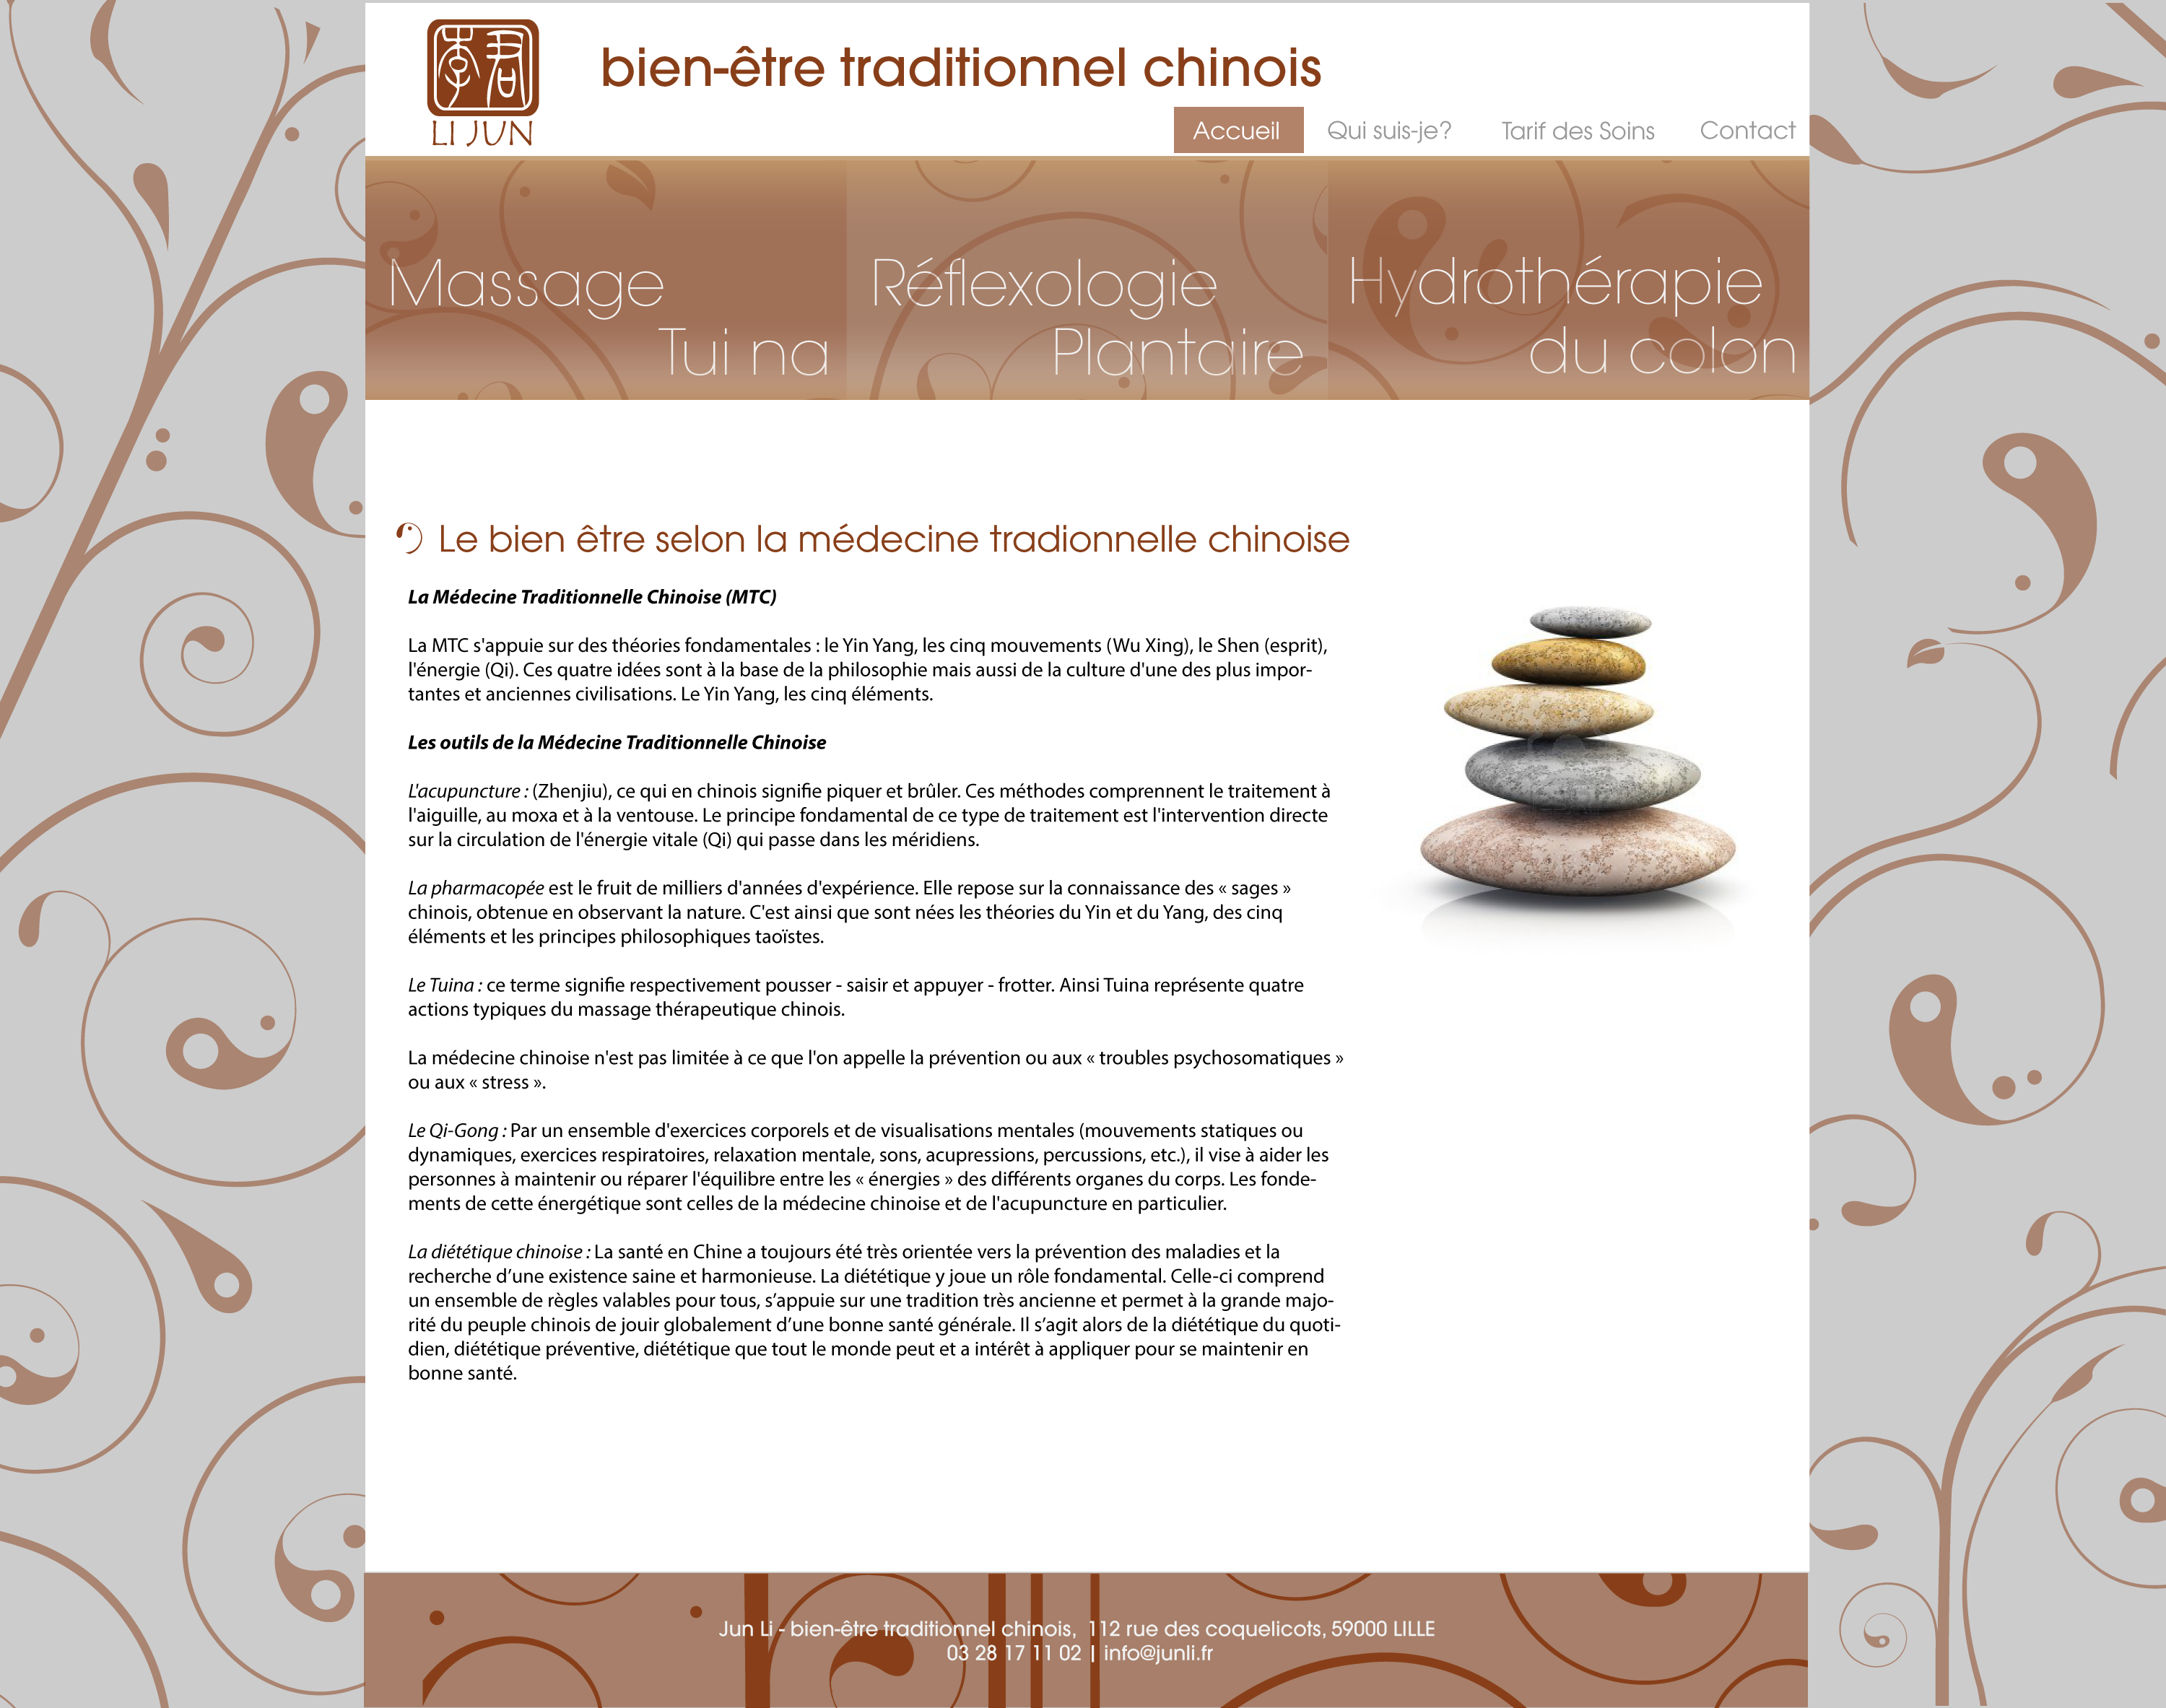 李君
LI JUN
bien-être traditionnel chinois
Accueil Qui suis-je? Tarif des Soins Contact
Massage
Tui na
Réflexologie
Plantaire
Hydrothérapie
du colon
Le bien être selon la médecine tradionnelle chinoise
La Médecine Traditionnelle Chinoise (MTC)
La MTC s'appuie sur des théories fondamentales : le Yin Yang, les cinq mouvements (Wu Xing), le Shen (esprit),
l'énergie (Qi). Ces quatre idées sont à la base de la philosophie mais aussi de la culture d'une des plus impor-
tantes et anciennes civilisations. Le Yin Yang, les cinq éléments.
Les outils de la Médecine Traditionnelle Chinoise
L'acupuncture : (Zhenjiu), ce qui en chinois signifie piquer et brûler. Ces méthodes comprennent le traitement à
l'aiguille, au moxa et à la ventouse. Le principe fondamental de ce type de traitement est l'intervention directe
sur la circulation de l'énergie vitale (Qi) qui passe dans les méridiens.
La pharmacopée est le fruit de milliers d'années d'expérience. Elle repose sur la connaissance des « sages »
chinois, obtenue en observant la nature. C'est ainsi que sont nées les théories du Yin et du Yang, des cinq
éléments et les principes philosophiques taoïstes.
Le Tuina : ce terme signifie respectivement pousser - saisir et appuyer - frotter. Ainsi Tuina représente quatre
actions typiques du massage thérapeutique chinois.
La médecine chinoise n'est pas limitée à ce que l'on appelle la prévention ou aux « troubles psychosomatiques »
ou aux « stress ».
Le Qi-Gong : Par un ensemble d'exercices corporels et de visualisations mentales (mouvements statiques ou
dynamiques, exercices respiratoires, relaxation mentale, sons, acupressions, percussions, etc.), il vise à aider les
personnes à maintenir ou réparer l'équilibre entre les « énergies » des différents organes du corps. Les fonde-
ments de cette énergétique sont celles de la médecine chinoise et de l'acupuncture en particulier.
La diététique chinoise : La santé en Chine a toujours été très orientée vers la prévention des maladies et la
recherche d’une existence saine et harmonieuse. La diététique y joue un rôle fondamental. Celle-ci comprend
un ensemble de règles valables pour tous, s’appuie sur une tradition très ancienne et permet à la grande majo-
rité du peuple chinois de jouir globalement d’une bonne santé générale. Il s’agit alors de la diététique du quoti-
dien, diététique préventive, diététique que tout le monde peut et a intérêt à appliquer pour se maintenir en
bonne santé.
Jun Li - bien-être traditionnel chinois, 112 rue des coquelicots, 59000 LILLE
03 28 17 11 02 | info@junli.fr